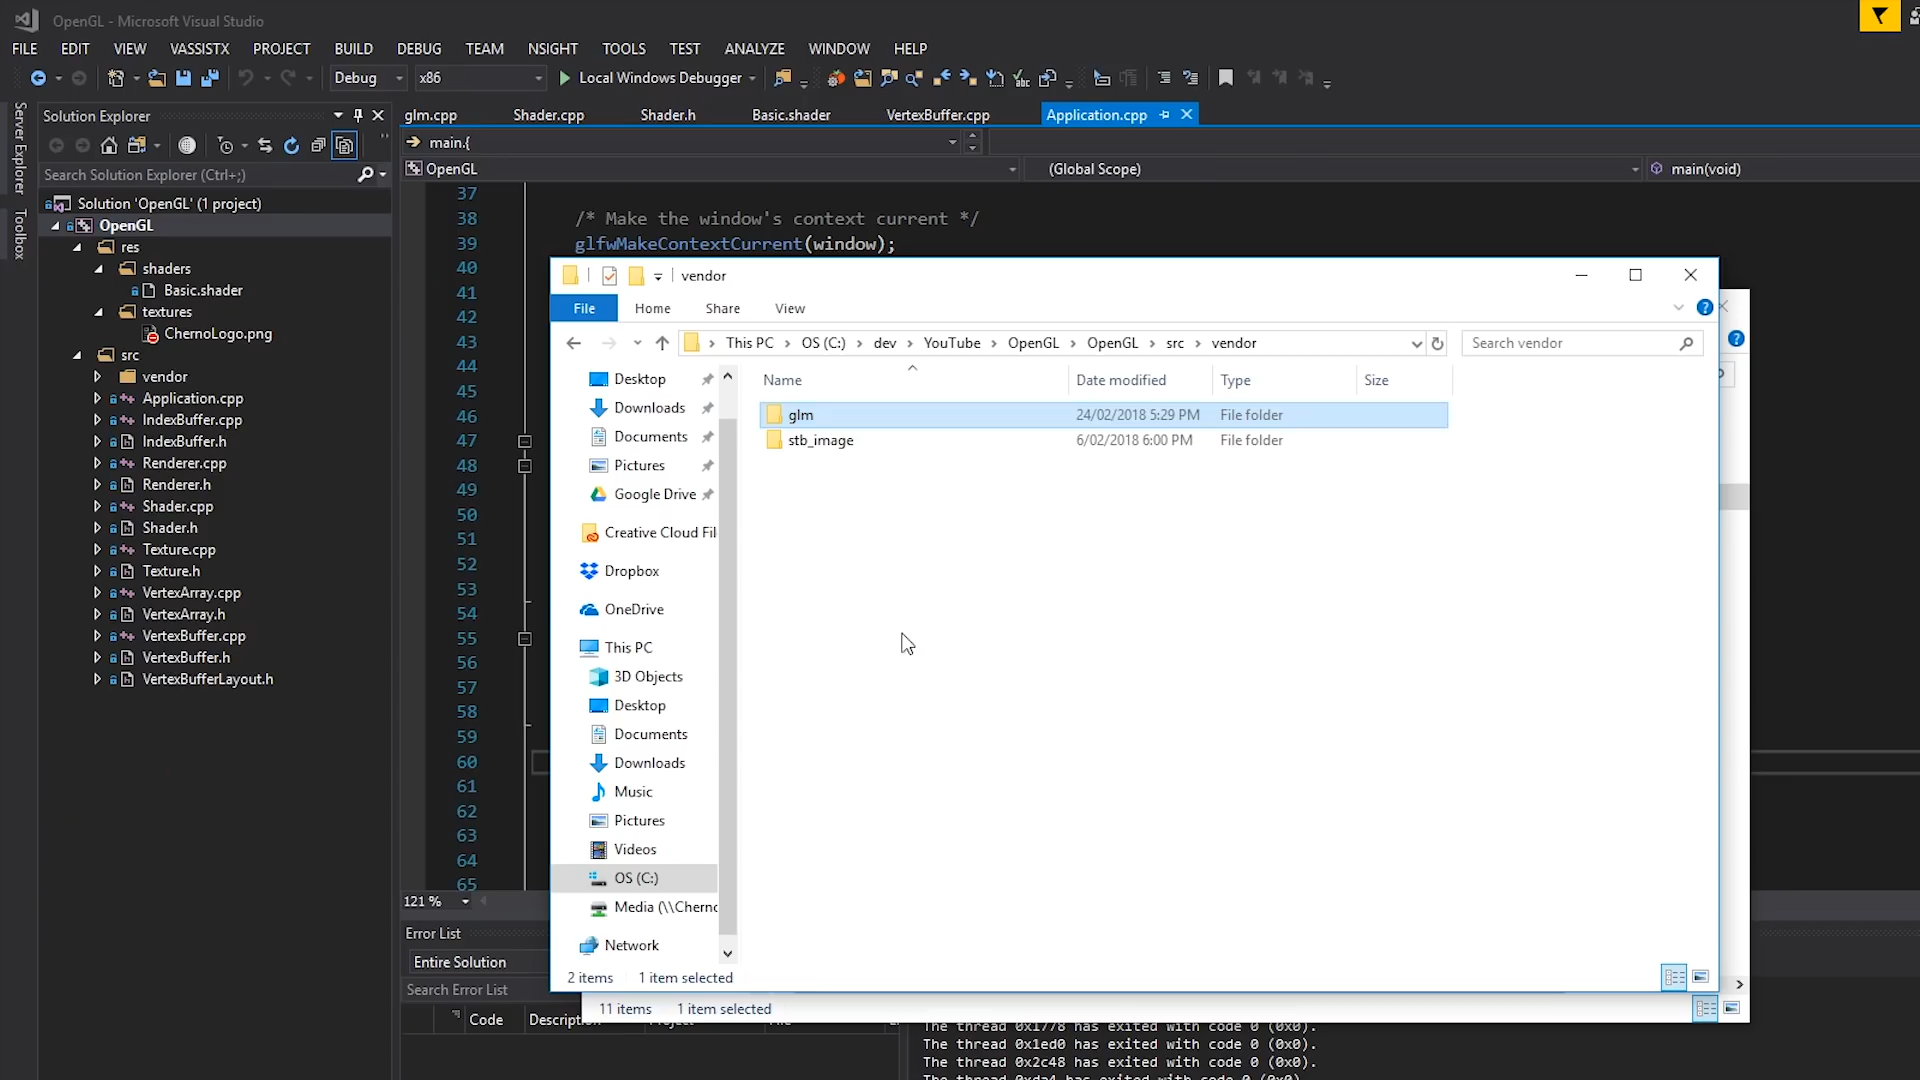 OpenGL - Microsoft Visual Studio
FILE EDIT VIEW VASSISTX PROJECT BUILD DEBUG TEAM NSIGHT TOOLS TEST ANALYZE WINDOW HELP
Debug x86 Local Windows Debugger
Server Explorer
Toolbox
Solution Explorer
Search Solution Explorer (Ctrl+;)
Solution 'OpenGL' (1 project)
OpenGL
res
shaders
Basic.shader
textures
ChernoLogo.png
src
vendor
Application.cpp
IndexBuffer.cpp
IndexBuffer.h
Renderer.cpp
Renderer.h
Shader.cpp
Shader.h
Texture.cpp
Texture.h
VertexArray.cpp
VertexArray.h
VertexBuffer.cpp
VertexBuffer.h
VertexBufferLayout.h
glm.cpp Shader.cpp Shader.h Basic.shader VertexBuffer.cpp Application.cpp
main.{
OpenGL (Global Scope) main(void)
37
38 /* Make the window's context current */
39 glfwMakeContextCurrent(window);
40
41
42
43
44
45
46
47
48
49
50
51
52
53
54
55
56
57
58
59
60
61
62
63
64
65
121 %
Error List
Entire Solution
Search Error List
Code
vendor
File Home Share View
This PC OS (C:) dev YouTube OpenGL OpenGL src vendor
Search vendor
Desktop
Downloads
Documents
Pictures
Google Drive
Creative Cloud Fil
Dropbox
OneDrive
This PC
3D Objects
Desktop
Documents
Downloads
Music
Pictures
Videos
OS (C:)
Media (\\Cherno
Network
Name Date modified Type Size
glm 24/02/2018 5:29 PM File folder
stb_image 6/02/2018 6:00 PM File folder
2 items 1 item selected
11 items 1 item selected
The thread 0x1778 has exited with code 0 (0x0).
The thread 0x1ed0 has exited with code 0 (0x0).
The thread 0x2c48 has exited with code 0 (0x0).